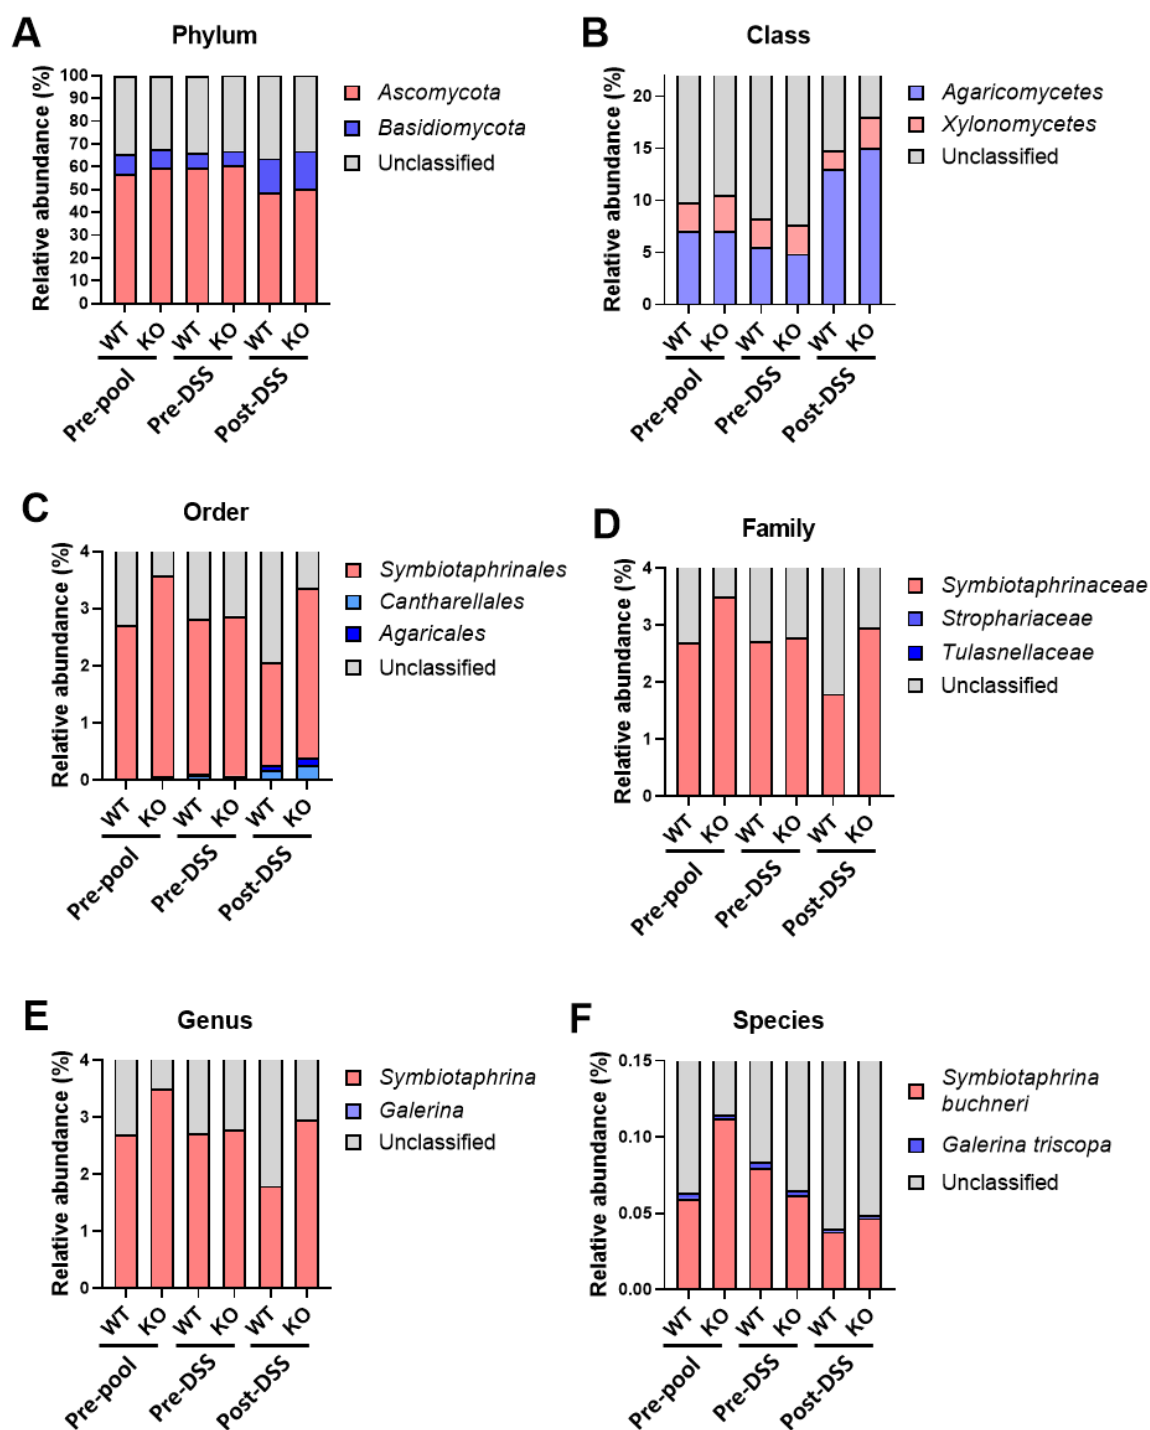 A
Phylum
Relative abundance (%)
100
90
80
70
60
50
40
30
20
10
0
WT
KO
WT
KO
WT
KO
Pre-pool
Pre-DSS
Post-DSS
Ascomycota
Basidiomycota
Unclassified
B
Class
Relative abundance (%)
20
15
10
5
0
WT
KO
WT
KO
WT
KO
Pre-pool
Pre-DSS
Post-DSS
Agaricomycetes
Xylonomycetes
Unclassified
C
Order
Relative abundance (%)
4
3
2
1
0
WT
KO
WT
KO
WT
KO
Pre-pool
Pre-DSS
Post-DSS
Symbiotaphrinales
Cantharellales
Agaricales
Unclassified
D
Family
Relative abundance (%)
4
3
2
1
0
WT
KO
WT
KO
WT
KO
Pre-pool
Pre-DSS
Post-DSS
Symbiotaphrinaceae
Strophariaceae
Tulasnellaceae
Unclassified
E
Genus
Relative abundance (%)
4
3
2
1
0
WT
KO
WT
KO
WT
KO
Pre-pool
Pre-DSS
Post-DSS
Symbiotaphrina
Galerina
Unclassified
F
Species
Relative abundance (%)
0.15
0.10
0.05
0.00
WT
KO
WT
KO
WT
KO
Pre-pool
Pre-DSS
Post-DSS
Symbiotaphrina
buchneri
Galerina triscopa
Unclassified